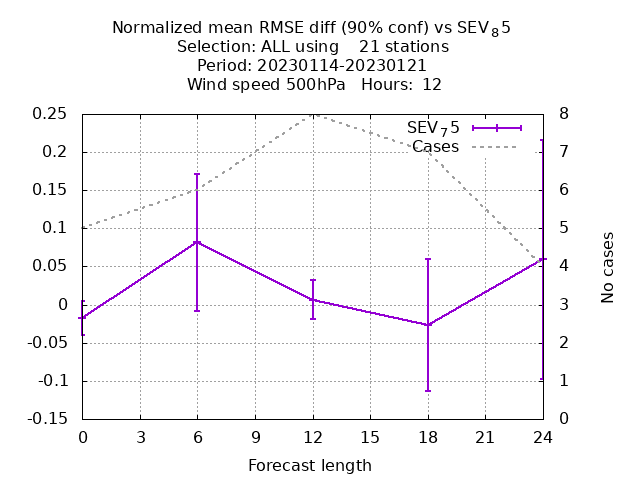 Normalized mean RMSE diff (90% conf) vs SEV₈5
Selection: ALL using    21 stations
Period: 20230114-20230121
Wind speed 500hPa   Hours:  12
0.25
0.2
0.15
0.1
0.05
0
-0.05
-0.1
-0.15
8
7
6
5
4
3
2
1
0
SEV₇5
Cases
No cases
0 3 6 9 12 15 18 21 24
Forecast length